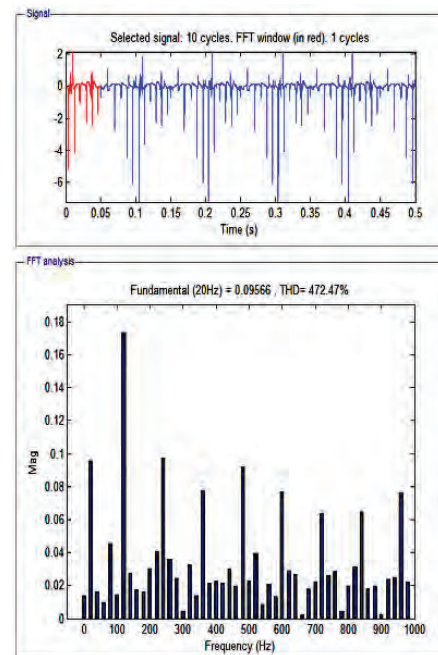 Signal
Selected signal: 10 cycles. FFT window (in red). 1 cycles
2
0
-2
-4
-6
0 0.05 0.1 0.15 0.2 0.25 0.3 0.35 0.4 0.45 0.5
Time (s)
FFT analysis
Fundamental (20Hz) = 0.09566 , THD= 472.47%
0.18
0.16
0.14
0.12
0.1
0.08
0.06
0.04
0.02
0
Mag
0 100 200 300 400 500 600 700 800 900 1000
Frequency (Hz)